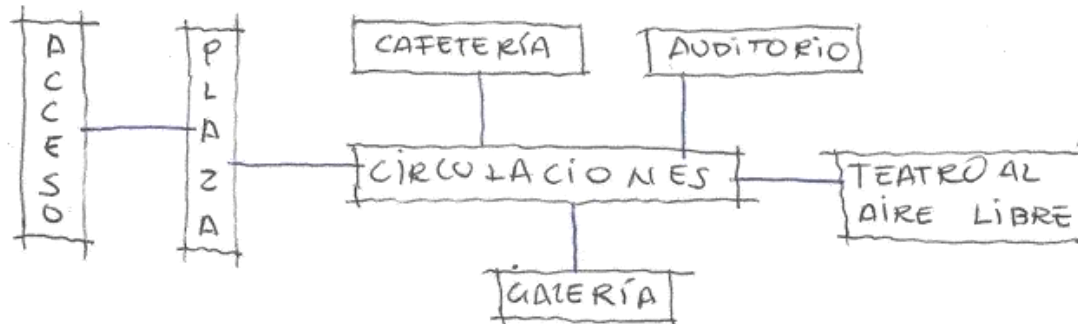 ACCESO
PLAZA
CAFETERÍA
AUDITORIO
CIRCULACIONES
TEATRO AL
AIRE LIBRE
GALERÍA